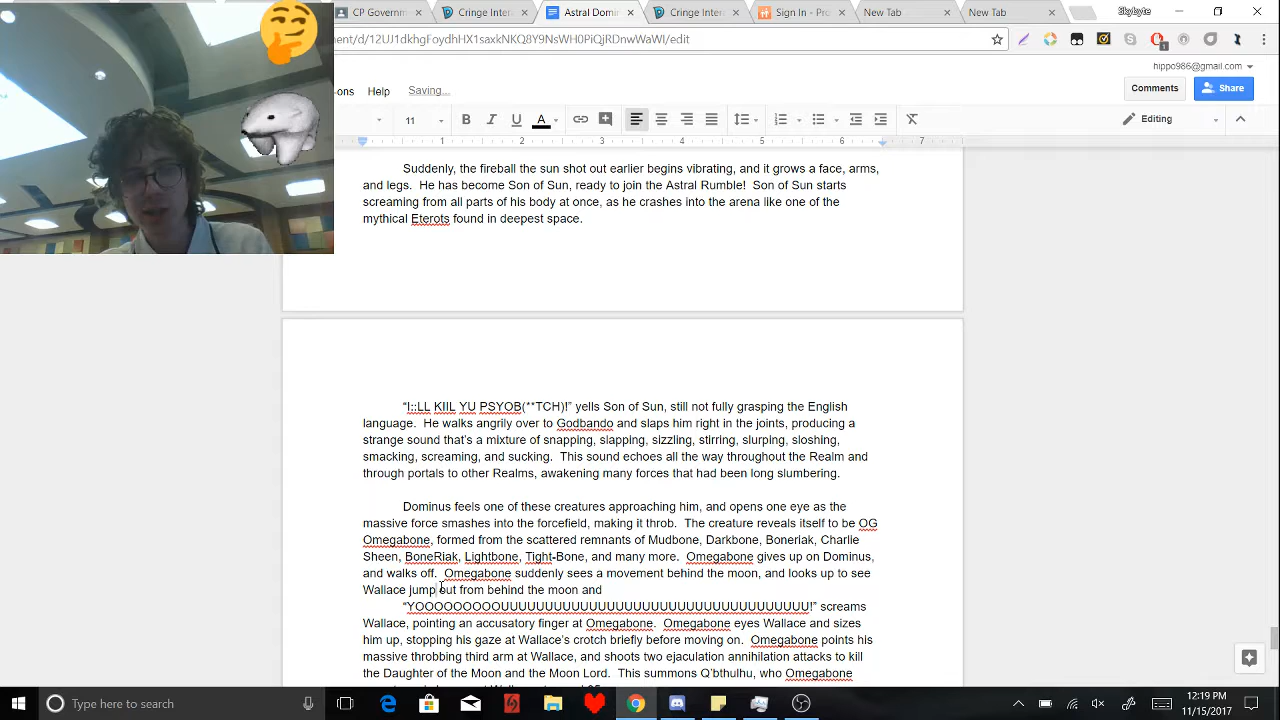 CP Governm
Cringe Inter
Astral Domi
Cringe Inter
Sign In - Pro
New Tab
New Tab
Skybyte
ent/d/12UJ1dkhgFoydhHX1saxkNKQ8Y9NsWH0PiQjRDnwWaWI/edit
hippo986@gmail.com
ons Help Saving...
Comments
Share
11
B I U A
Editing
1 2 3 4 5 6 7
Suddenly, the fireball the sun shot out earlier begins vibrating, and it grows a face, arms,
and legs. He has become Son of Sun, ready to join the Astral Rumble! Son of Sun starts
screaming from all parts of his body at once, as he crashes into the arena like one of the
mythical Eterots found in deepest space.
“I::LL KIIL YU PSYOB(**TCH)!” yells Son of Sun, still not fully grasping the English
language. He walks angrily over to Godbando and slaps him right in the joints, producing a
strange sound that’s a mixture of snapping, slapping, sizzling, stirring, slurping, sloshing,
smacking, screaming, and sucking. This sound echoes all the way throughout the Realm and
through portals to other Realms, awakening many forces that had been long slumbering.
Dominus feels one of these creatures approaching him, and opens one eye as the
massive force smashes into the forcefield, making it throb. The creature reveals itself to be OG
Omegabone, formed from the scattered remnants of Mudbone, Darkbone, Bonerlak, Charlie
Sheen, BoneRiak, Lightbone, Tight-Bone, and many more. Omegabone gives up on Dominus,
and walks off. Omegabone suddenly sees a movement behind the moon, and looks up to see
Wallace jump out from behind the moon and
“YOOOOOOOOOUUUUUUUUUUUUUUUUUUUUUUUUUUUUUUUU!” screams
Wallace, pointing an accusatory finger at Omegabone. Omegabone eyes Wallace and sizes
him up, stopping his gaze at Wallace’s crotch briefly before moving on. Omegabone points his
massive throbbing third arm at Wallace, and shoots two ejaculation annihilation attacks to kill
the Daughter of the Moon and the Moon Lord. This summons Q’bthulhu, who Omegabone
Type here to search
12:19 PM
11/15/2017